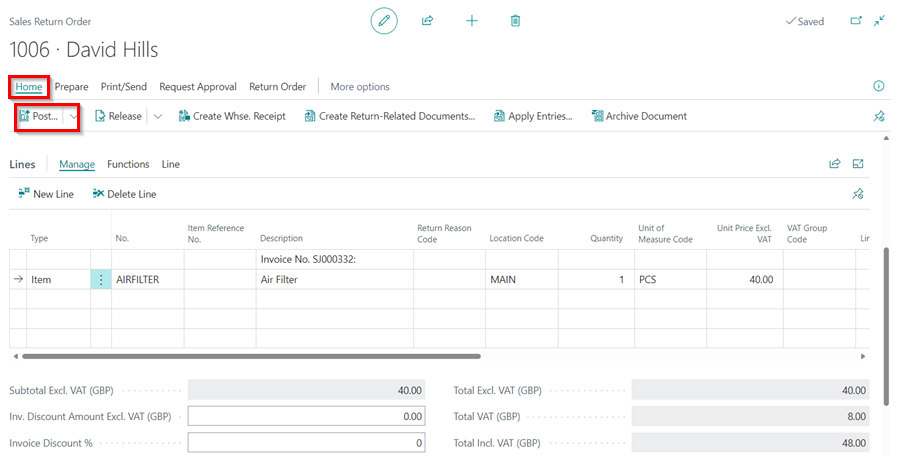 Sales Return Order
Saved
1006 · David Hills
Home Prepare Print/Send Request Approval Return Order More options
Post... Release Create Whse. Receipt Create Return-Related Documents... Apply Entries... Archive Document
Lines Manage Functions Line
New Line Delete Line
Type No. Item Reference No. Description Return Reason Code Location Code Quantity Unit of Measure Code Unit Price Excl. VAT VAT Group Code Lir
Invoice No. SJ000332:
Item AIRFILTER Air Filter MAIN 1 PCS 40.00
Subtotal Excl. VAT (GBP) 40.00 Total Excl. VAT (GBP) 40.00
Inv. Discount Amount Excl. VAT (GBP) 0.00 Total VAT (GBP) 8.00
Invoice Discount % 0 Total Incl. VAT (GBP) 48.00